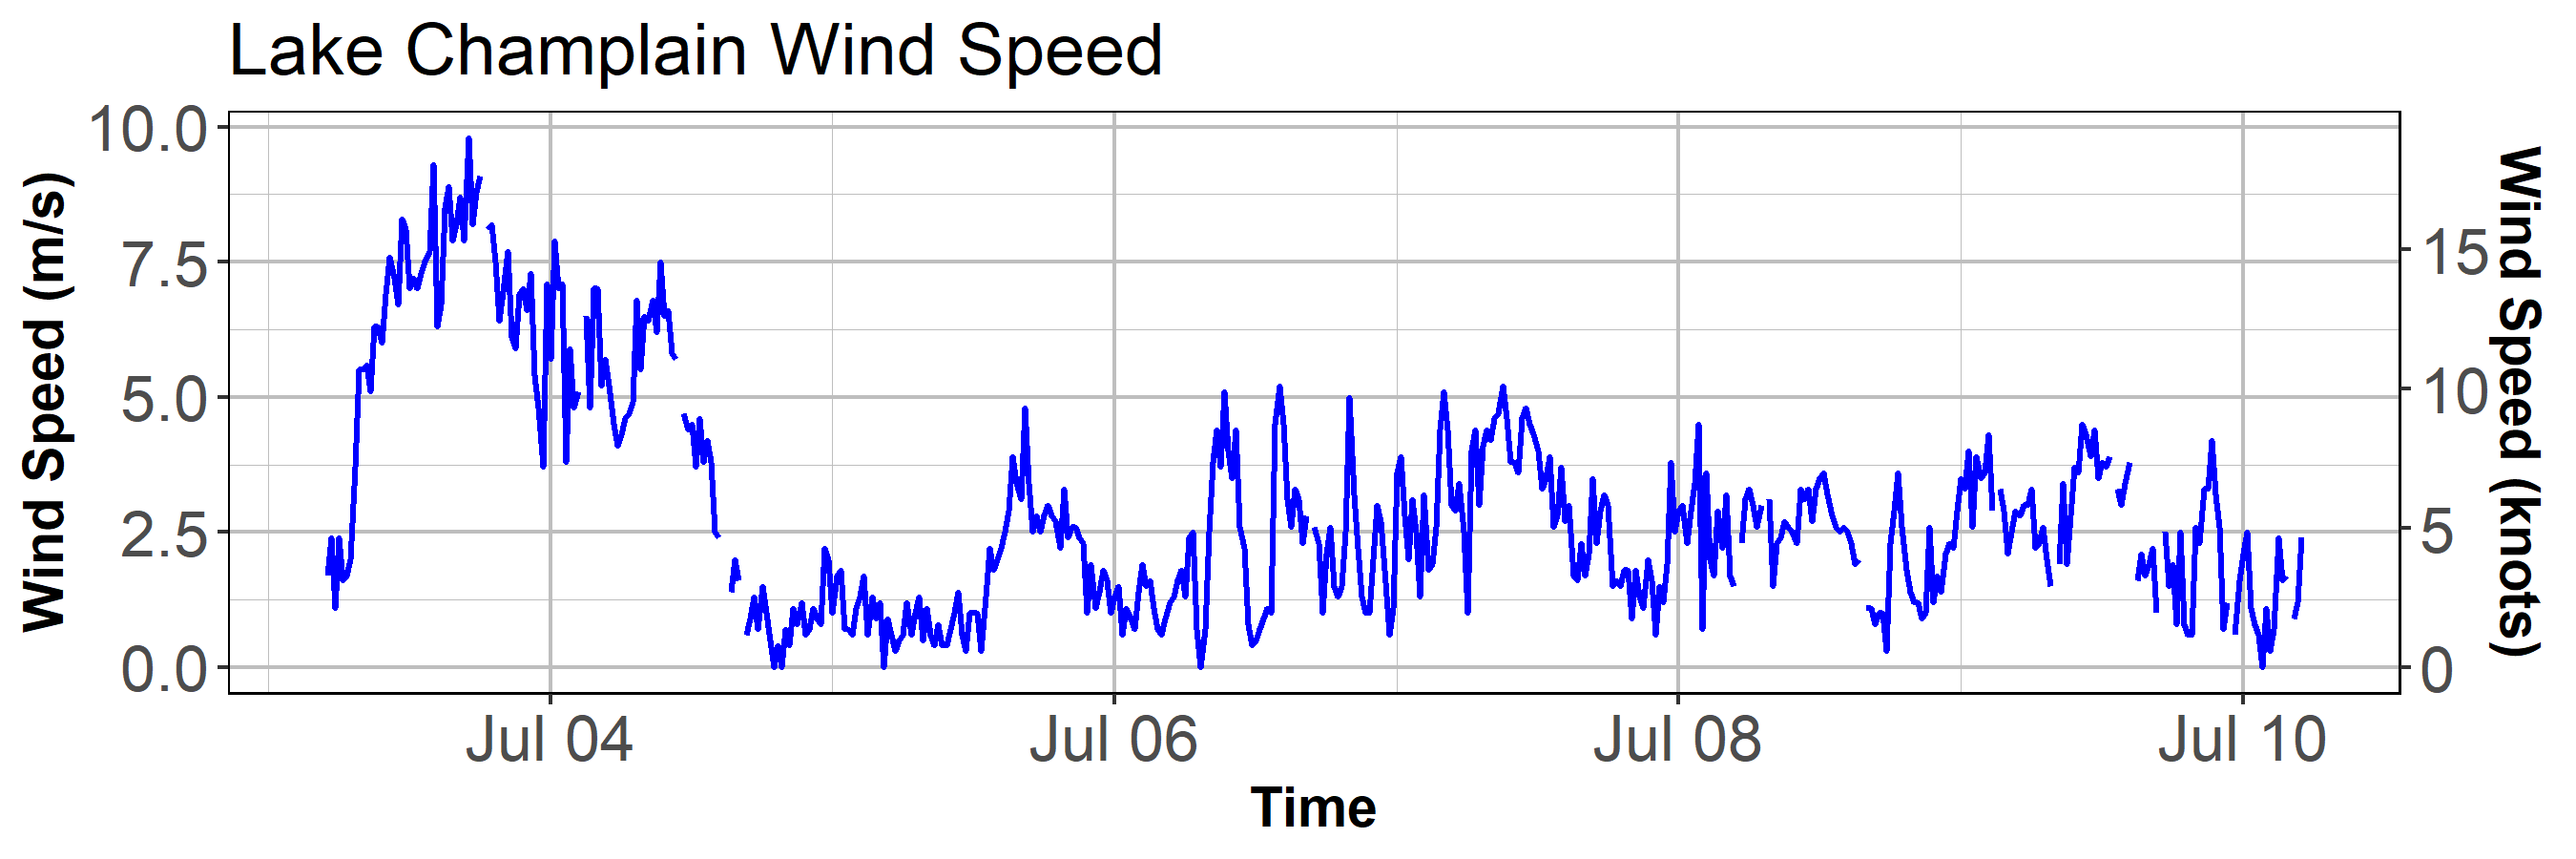 Lake Champlain Wind Speed
Wind Speed (m/s)
10.0
7.5
5.0
2.5
0.0
Wind Speed (knots)
15
10
5
0
Jul 04
Jul 06
Jul 08
Jul 10
Time